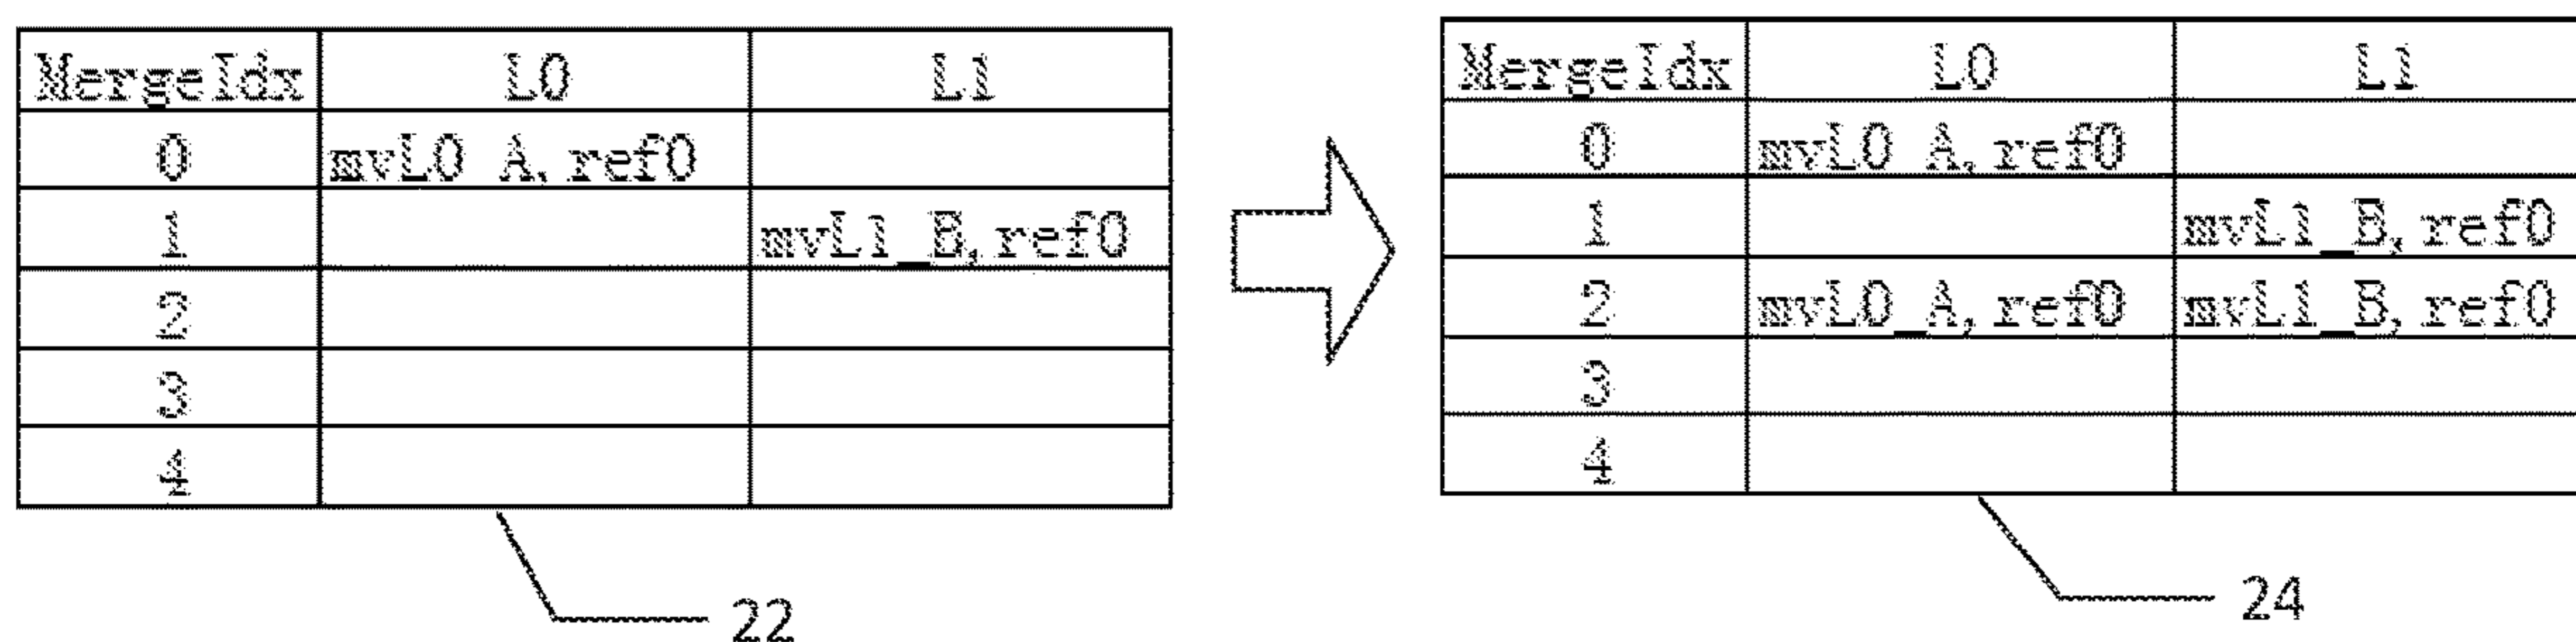 MergeIdx L0 L1
0 mvL0_A, ref0
1 mvL1_B, ref0
2
3
4
22
MergeIdx L0 L1
0 mvL0_A, ref0
1 mvL1_B, ref0
2 mvL0_A, ref0 mvL1_B, ref0
3
4
24